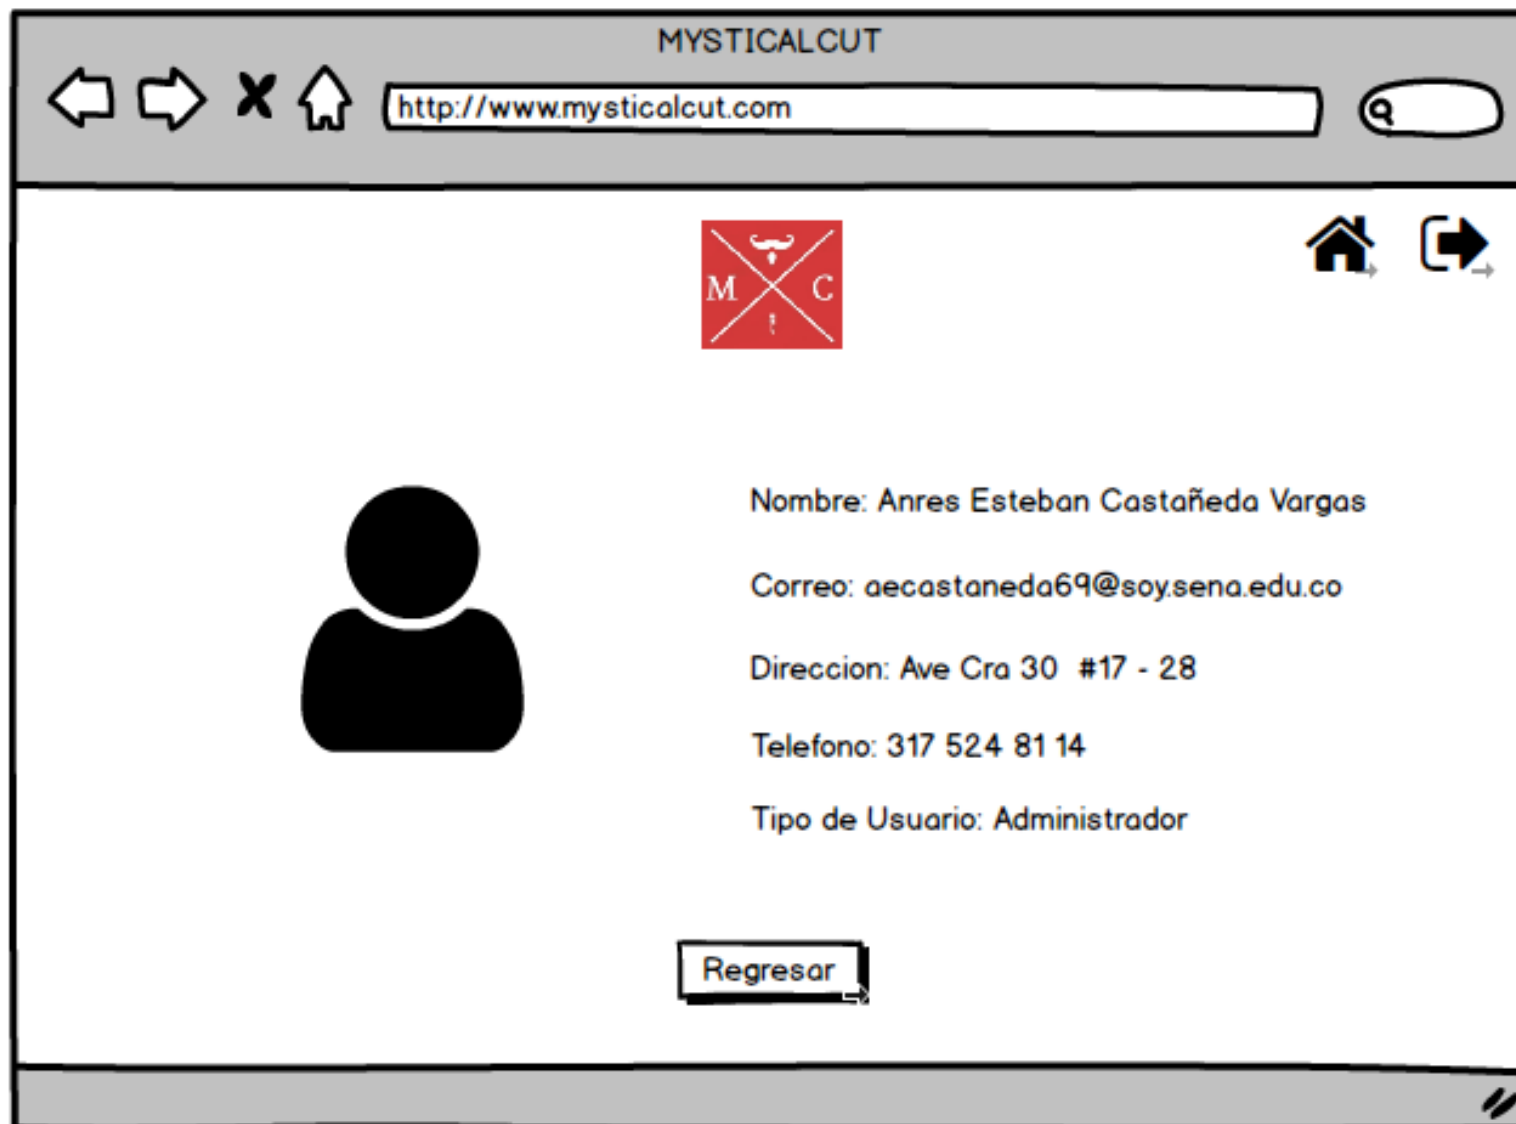 MYSTICALCUT
http://www.mysticalcut.com
M C
Nombre: Anres Esteban Castañeda Vargas
Correo: aecastaneda69@soy.sena.edu.co
Direccion: Ave Cra 30 #17 - 28
Telefono: 317 524 81 14
Tipo de Usuario: Administrador
Regresar